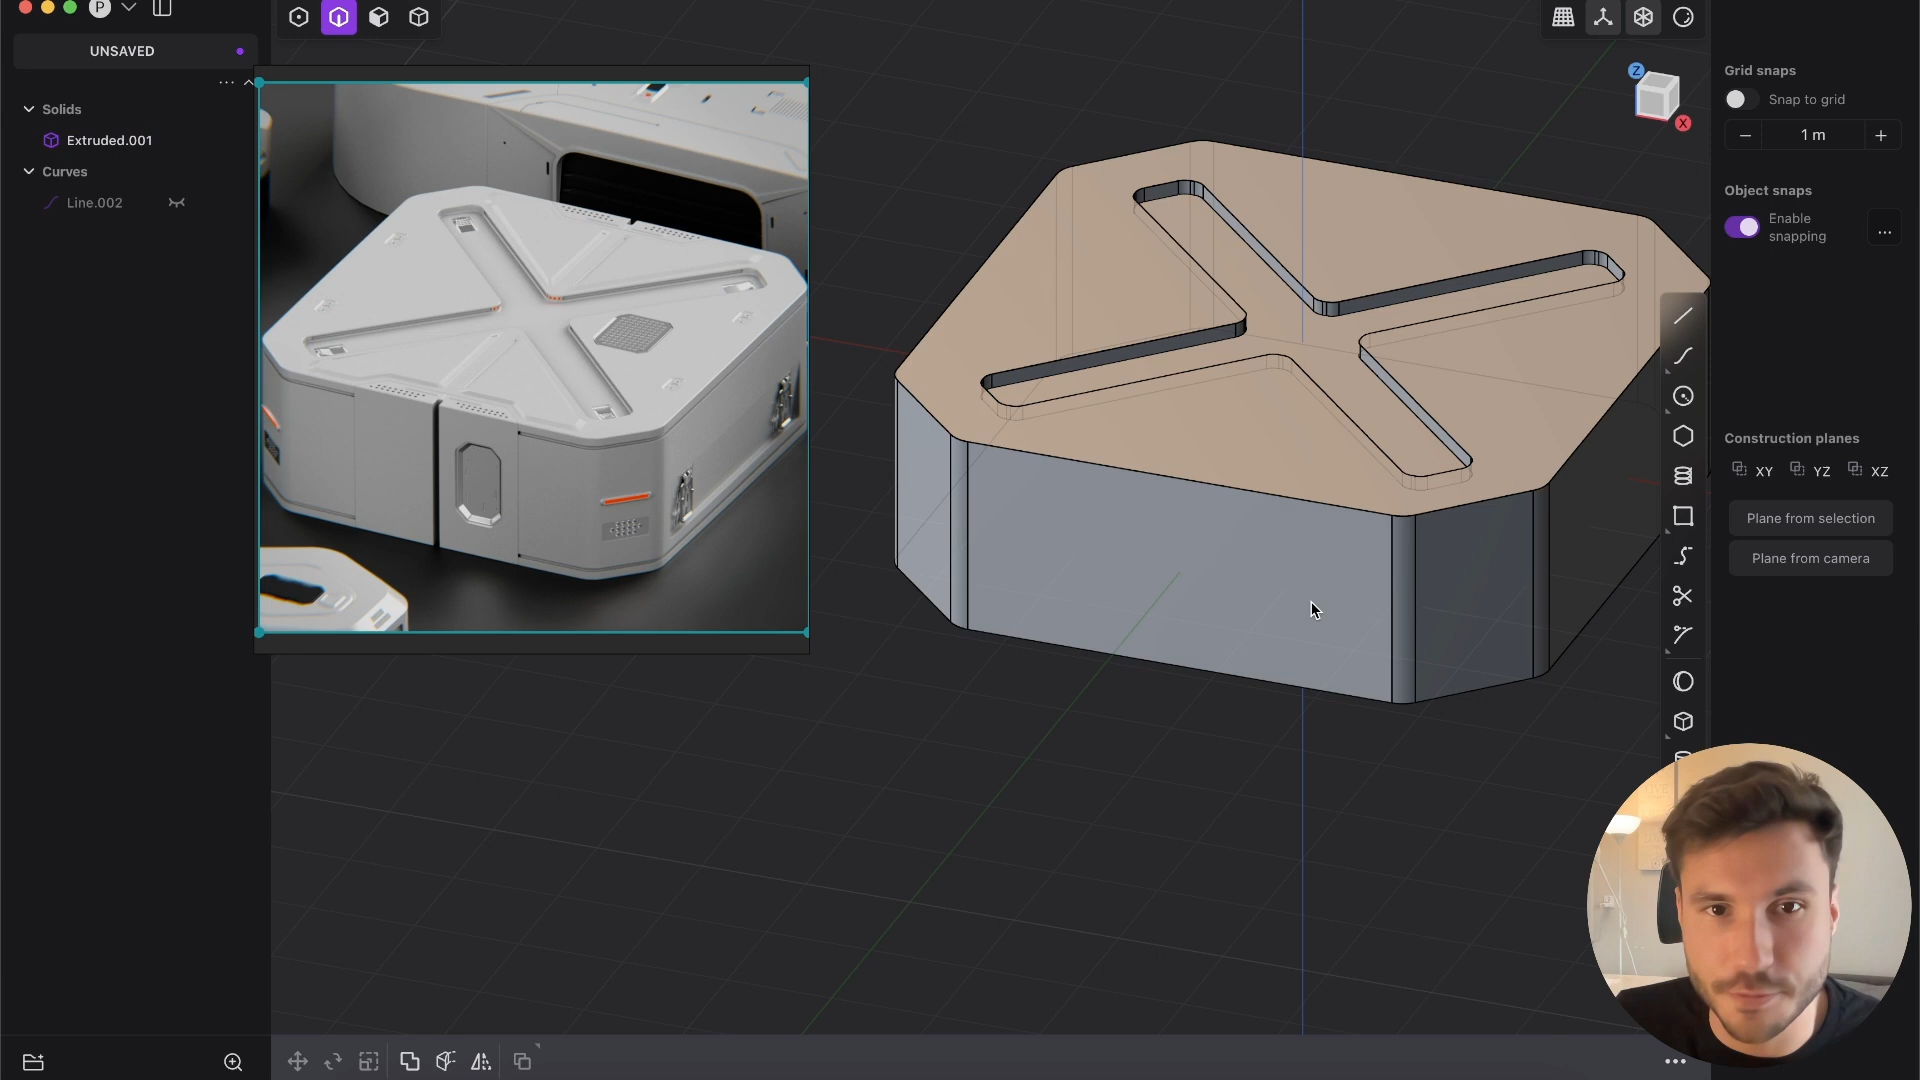 P
UNSAVED
Solids
Extruded.001
Curves
Line.002
Z
X
Grid snaps
Snap to grid
1 m
Object snaps
Enable
snapping
Construction planes
XY
YZ
XZ
Plane from selection
Plane from camera